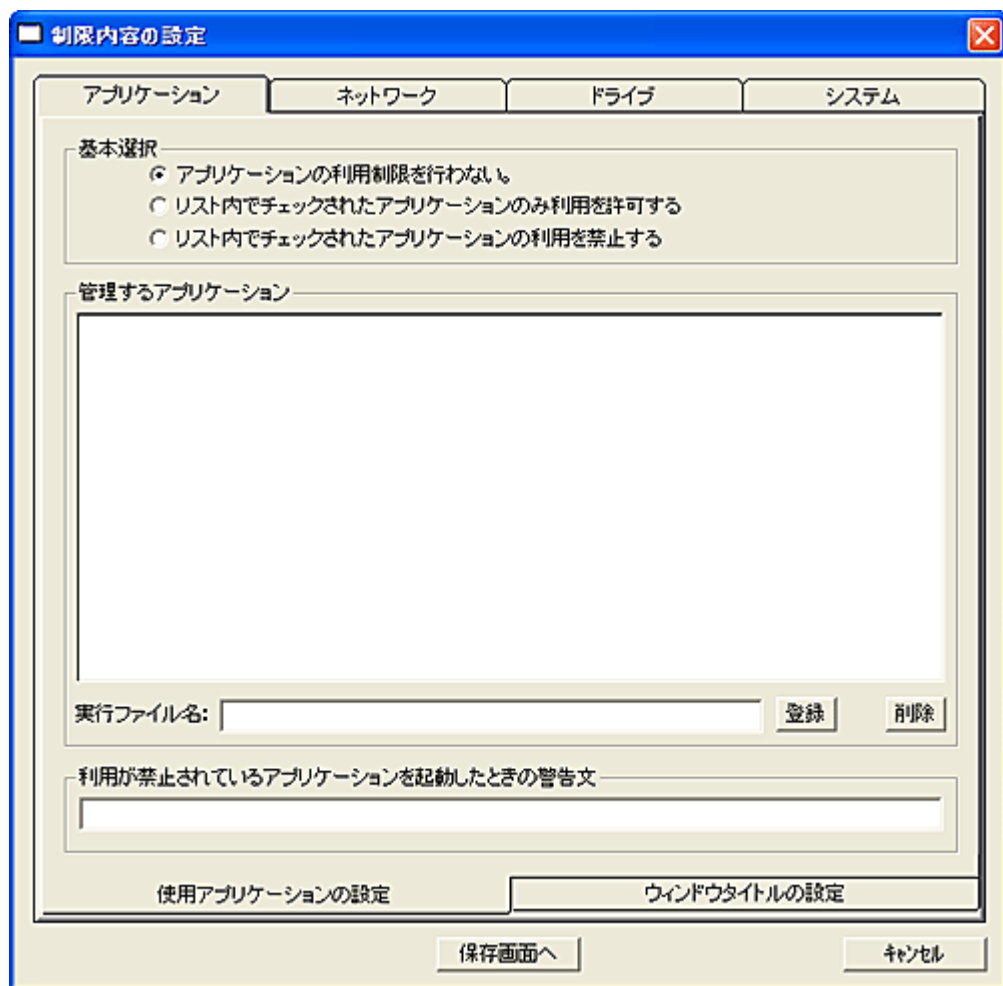 制限内容の設定
アプリケーション ネットワーク ドライブ システム
基本選択
アプリケーションの利用制限を行わない。
リスト内でチェックされたアプリケーションのみ利用を許可する
リスト内でチェックされたアプリケーションの利用を禁止する
管理するアプリケーション
実行ファイル名: 登録 削除
利用が禁止されているアプリケーションを起動したときの警告文
使用アプリケーションの設定 ウィンドウタイトルの設定
保存画面へ キャンセル